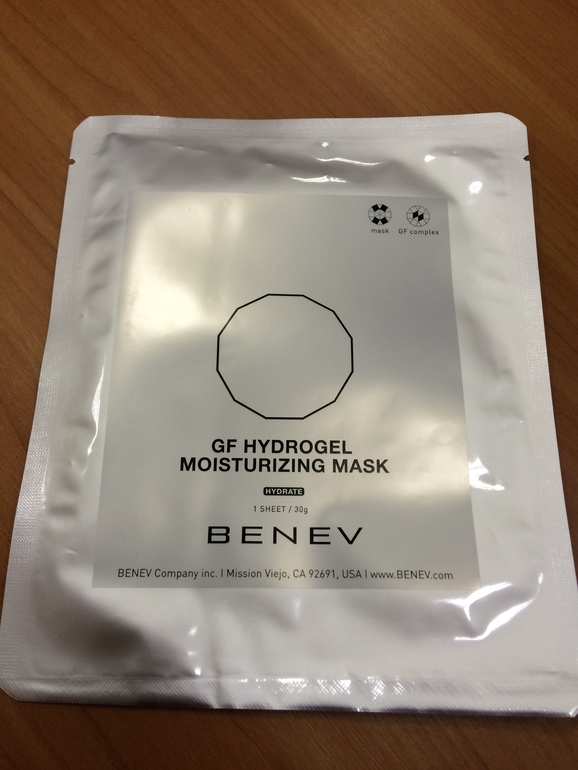 mask GF complex
GF HYDROGEL
MOISTURIZING MASK
HYDRATE
1 SHEET / 30g
BENEV
BENEV Company inc. I Mission Viejo, CA 92691, USA I www.BENEV.com